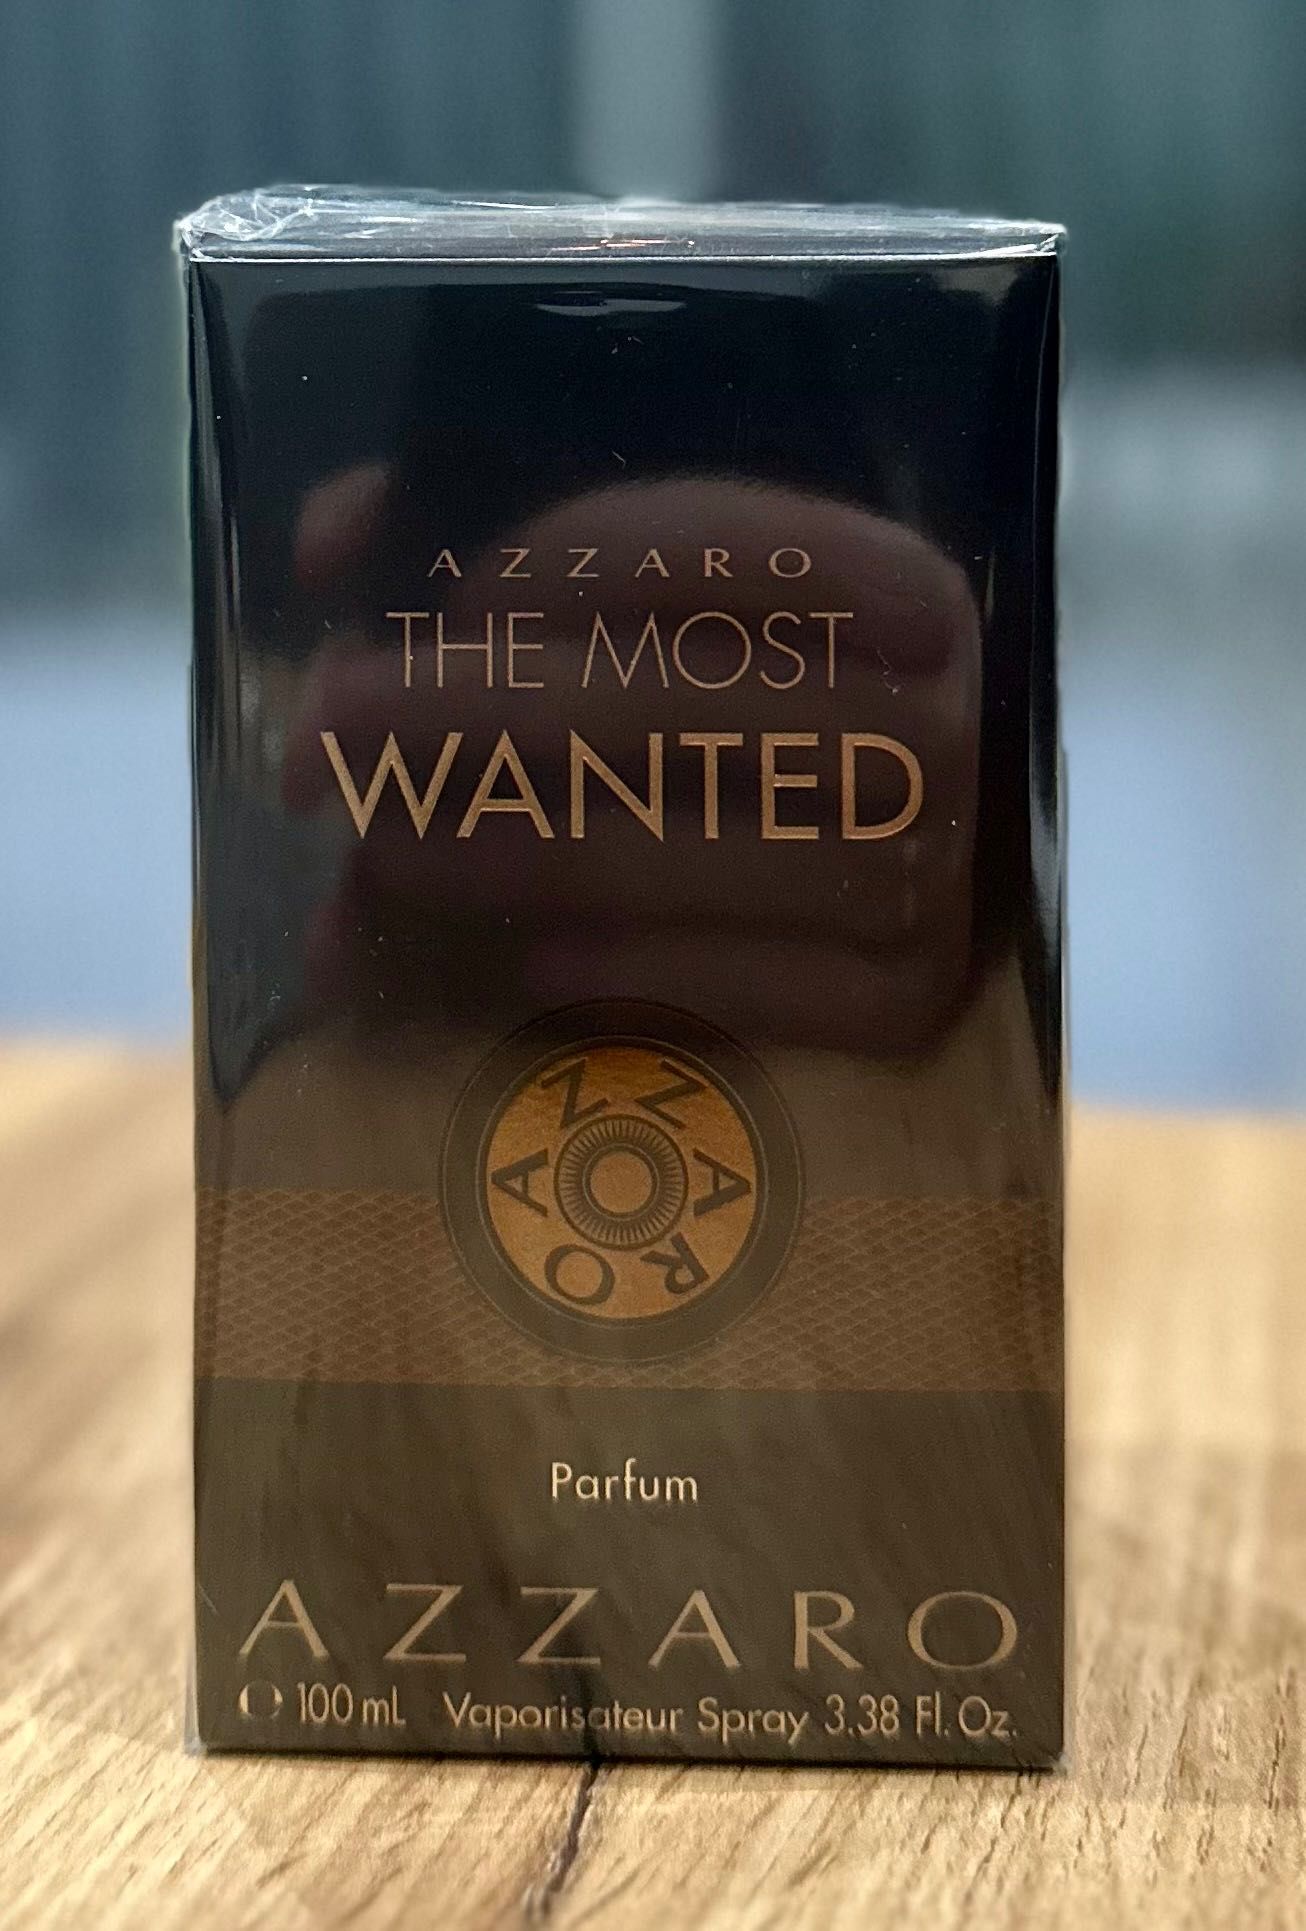 AZZARO
THE MOST
WANTED
AZZARO
Parfum
AZZARO
℮ 100 mL Vaporisateur Spray 3.38 Fl. Oz.